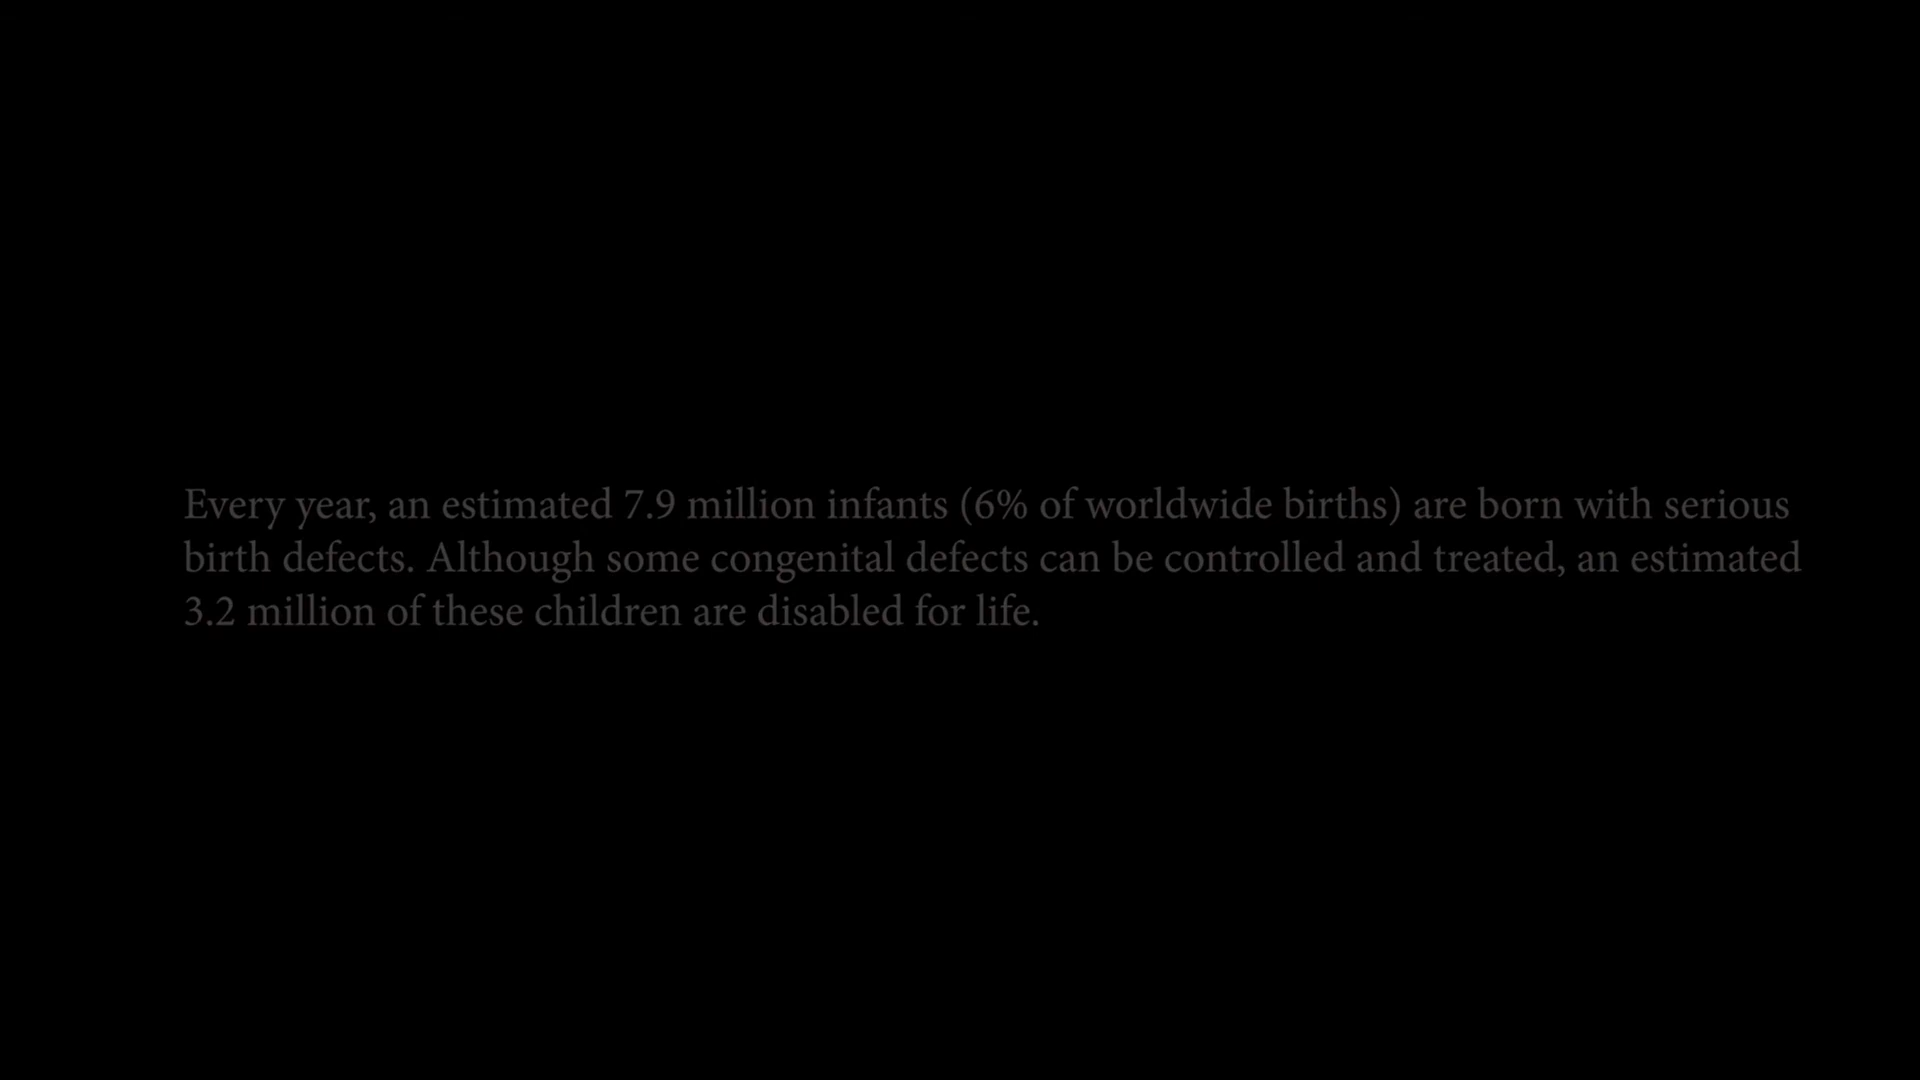 Every year, an estimated 7.9 million infants (6% of worldwide births) are born with serious
birth defects. Although some congenital defects can be controlled and treated, an estimated
3.2 million of these children are disabled for life.